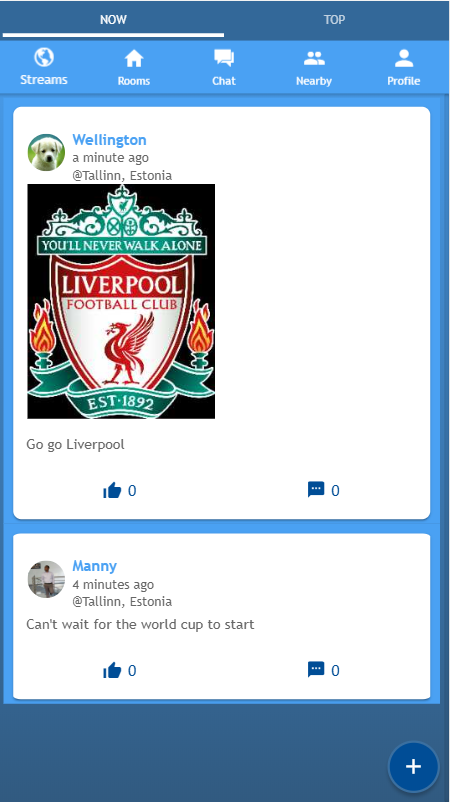 NOW TOP
Streams Rooms Chat Nearby Profile
Wellington
a minute ago
@Tallinn, Estonia
YOU'LL NEVER WALK ALONE
LIVERPOOL
FOOTBALL CLUB
EST·1892
Go go Liverpool
0 0
Manny
4 minutes ago
@Tallinn, Estonia
Can't wait for the world cup to start
0 0
+